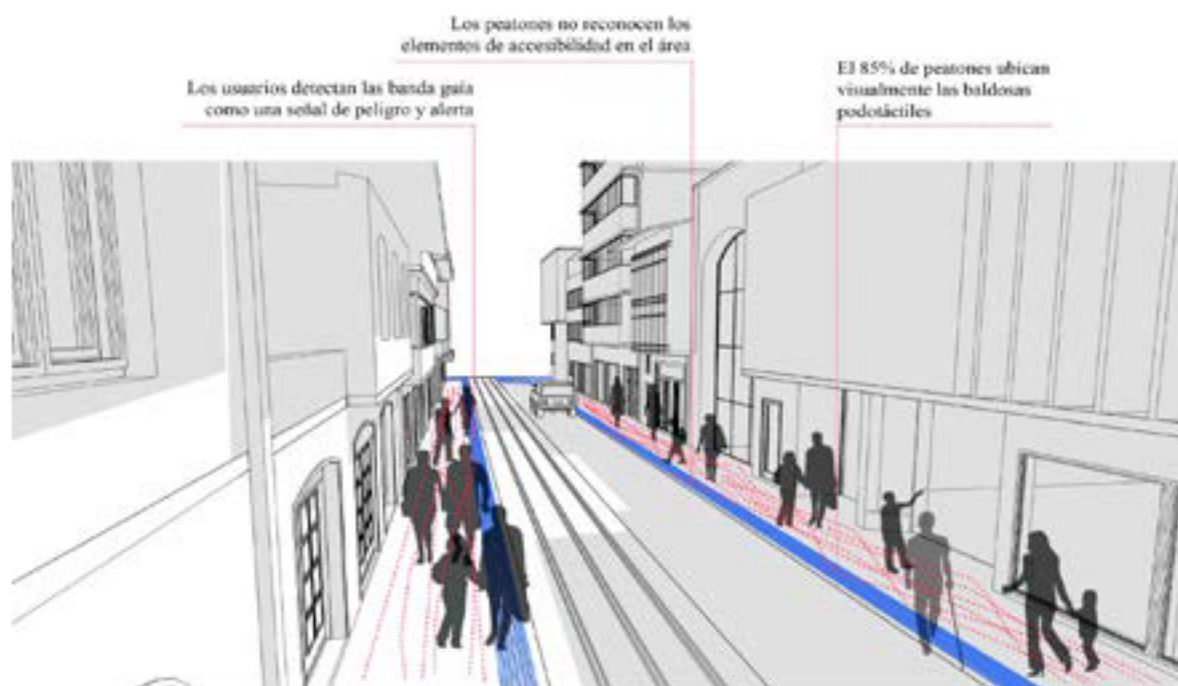 Los peatones no reconocen los
elementos de accesibilidad en el área
Los usuarios detectan las banda guía
como una señal de peligro y alerta
El 85% de peatones ubican
visualmente las baldosas
podotáctiles